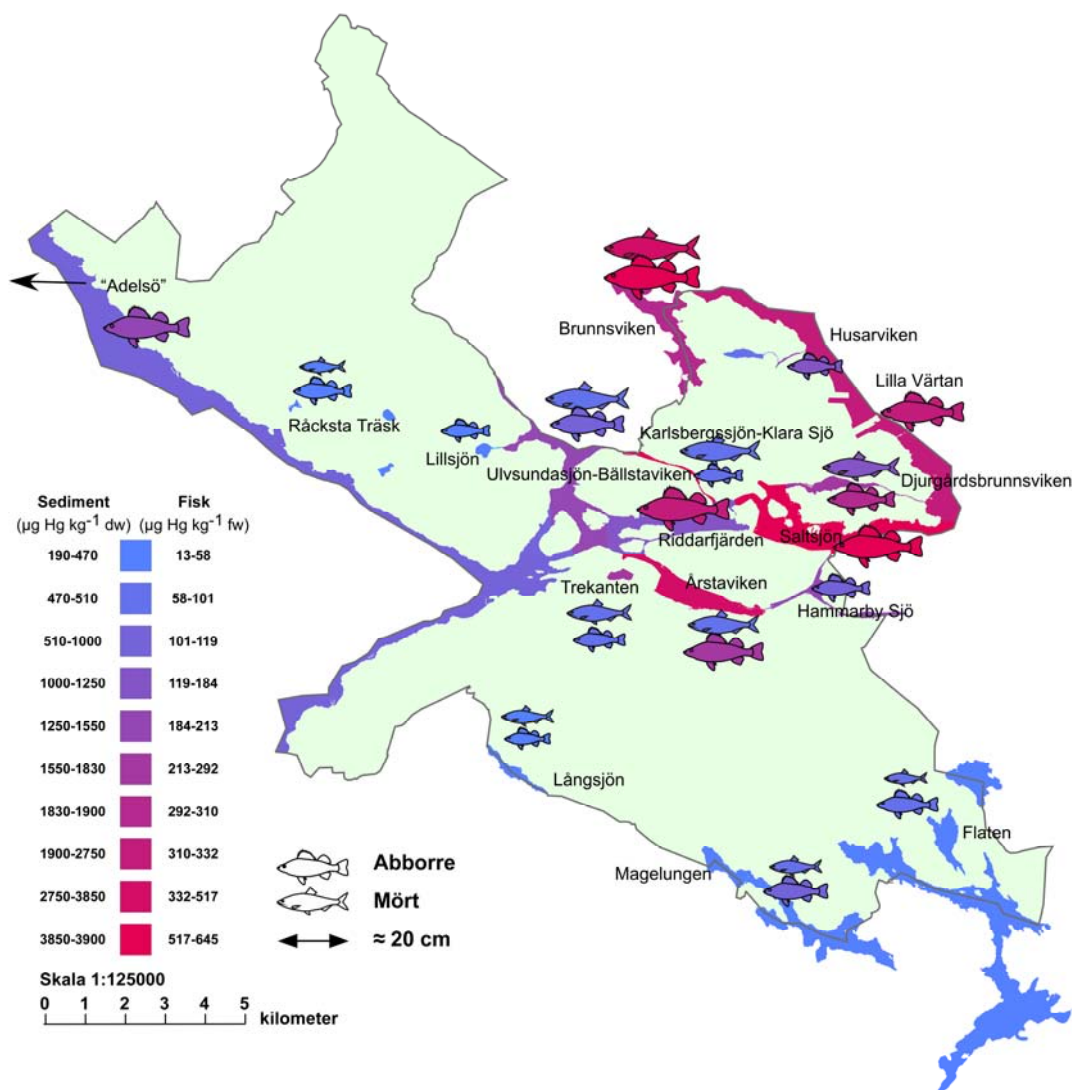 "Adelsö"
Brunnsviken
Husarviken
Lilla Värtan
Råcksta Träsk
Karlsbergssjön-Klara Sjö
Lillsjön
Ulvsundasjön-Bällstaviken
Djurgårdsbrunnsviken
Riddarfjärden
Saltsjön
Trekanten
Årstaviken
Hammarby Sjö
Långsjön
Flaten
Magelungen
Sediment Fisk
(µg Hg kg⁻¹ dw) (µg Hg kg⁻¹ fw)
190-470 13-58
470-510 58-101
510-1000 101-119
1000-1250 119-184
1250-1550 184-213
1550-1830 213-292
1830-1900 292-310
1900-2750 310-332
2750-3850 332-517
3850-3900 517-645
Abborre
Mört
≈ 20 cm
Skala 1:125000
0 1 2 3 4 5
kilometer